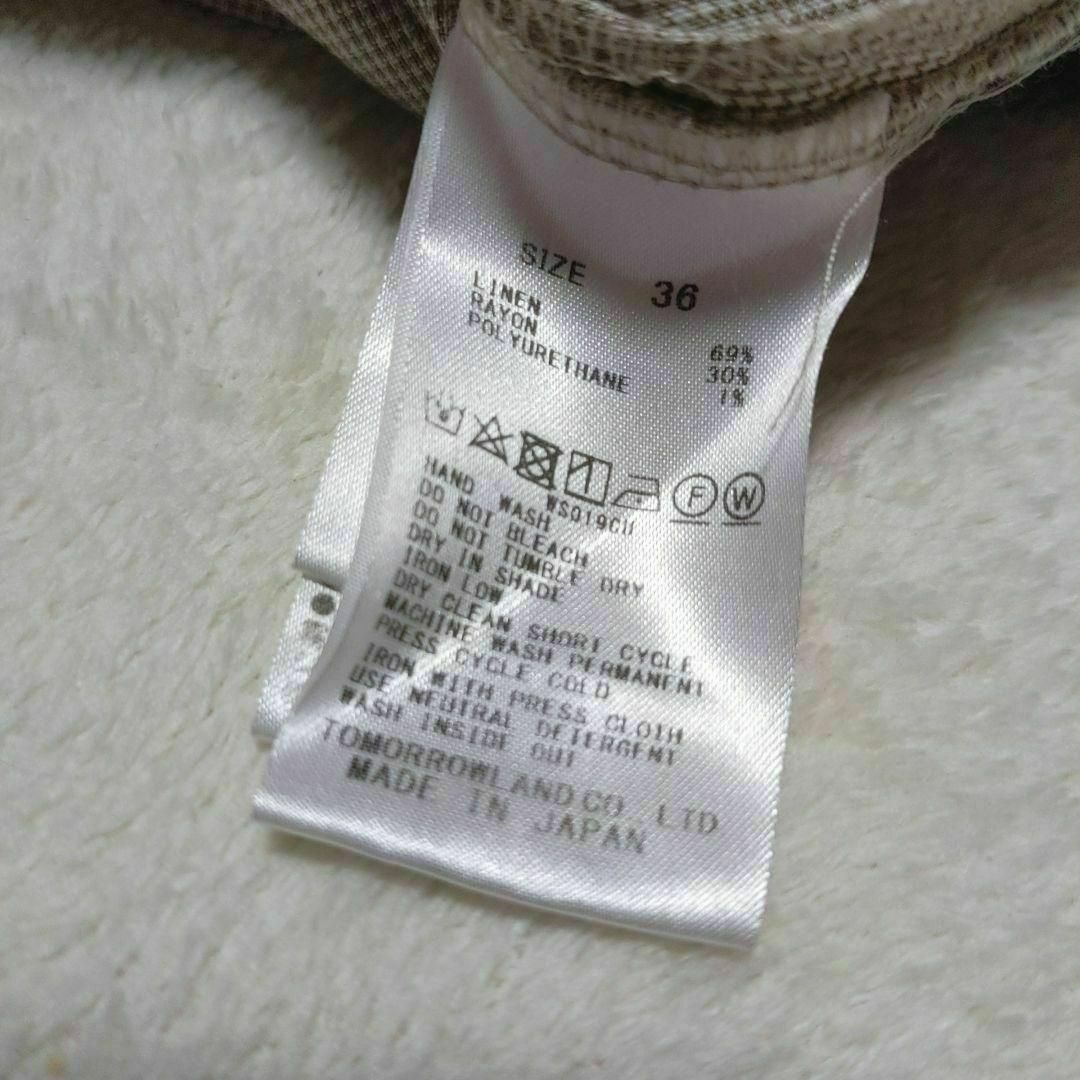 SIZE 36
LINEN 69%
RAYON 30%
POLYURETHANE 1%
F W
HAND WASH
DO NOT BLEACH
DO NOT TUMBLE DRY
DRY IN SHADE
IRON LOW
DRY CLEAN SHORT CYCLE
MACHINE WASH PERMANENT
PRESS CYCLE COLD
IRON WITH PRESS CLOTH
USE NEUTRAL DETERGENT
WASH INSIDE OUT
TOMORROWLAND CO. LTD
MADE IN JAPAN